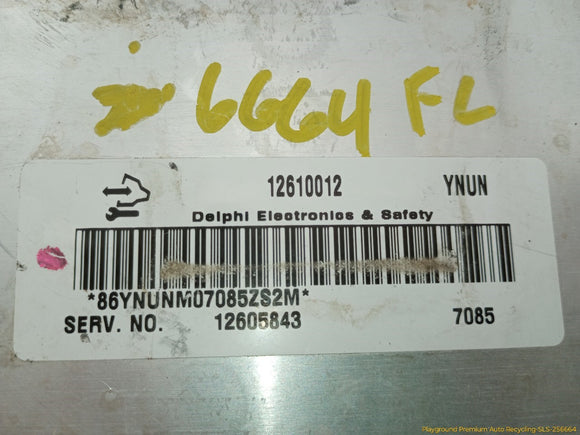 6664 FL
12610012 YNUN
Delphi Electronics & Safety
*86YNUNM07085ZS2M*
SERV. NO. 12605843 7085
Playground Premium Auto Recycling-SLS-256664